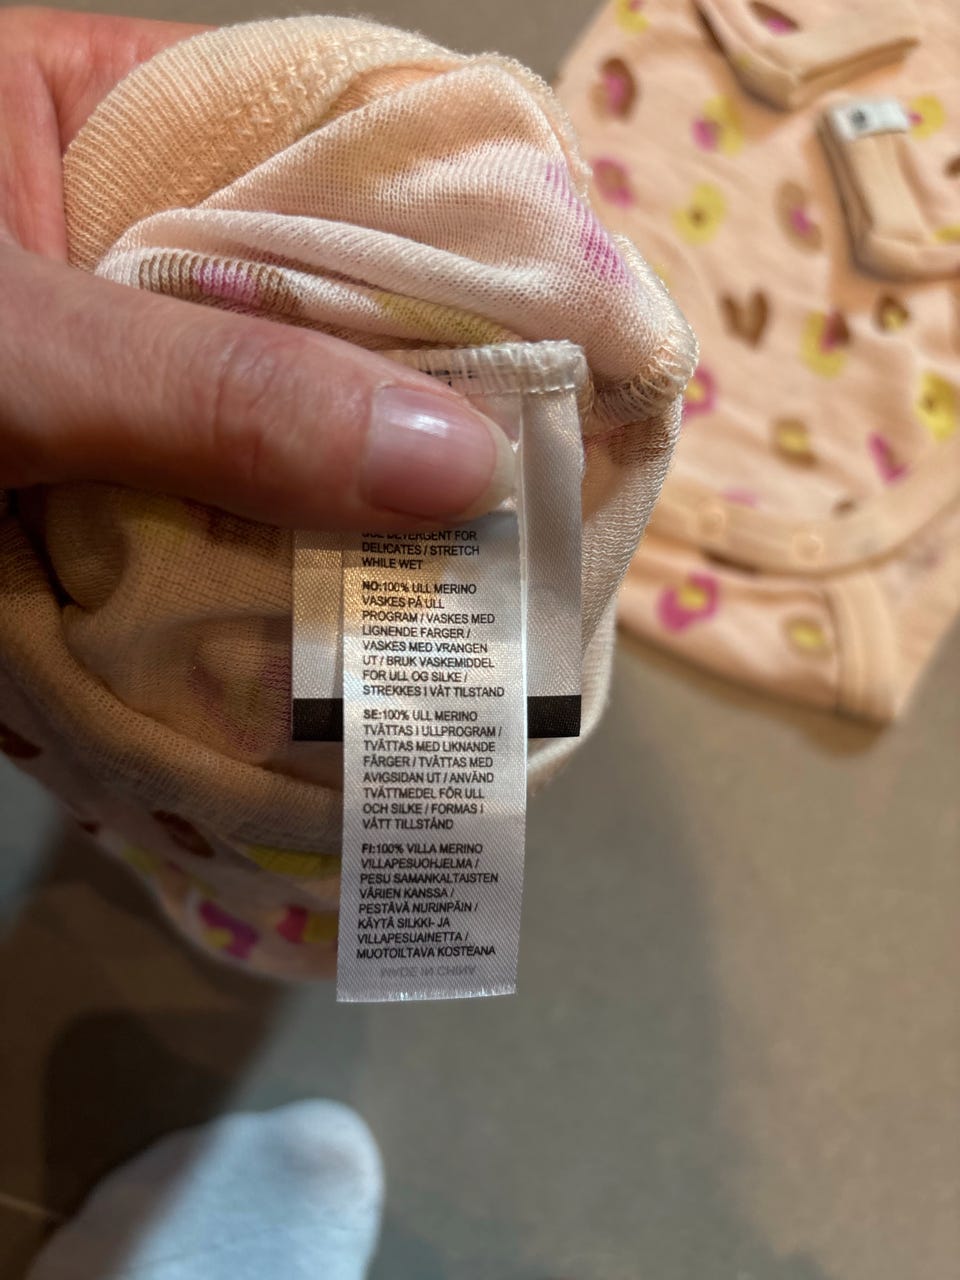 USE DETERGENT FOR
DELICATES / STRETCH
WHILE WET
NO:100% ULL MERINO
VASKES PÅ ULL
PROGRAM / VASKES MED
LIGNENDE FARGER /
VASKES MED VRANGEN
UT / BRUK VASKEMIDDEL
FOR ULL OG SILKE /
STREKKES I VÅT TILSTAND
SE:100% ULL MERINO
TVÄTTAS I ULLPROGRAM /
TVÄTTAS MED LIKNANDE
FÄRGER / TVÄTTAS MED
AVIGSIDAN UT / ANVÄND
TVÄTTMEDEL FÖR ULL
OCH SILKE / FORMAS I
VÅTT TILLSTÅND
FI:100% VILLA MERINO
VILLAPESUOHJELMA /
PESU SAMANKALTAISTEN
VÄRIEN KANSSA /
PESTÄVÄ NURINPÄIN /
KÄYTÄ SILKKI- JA
VILLAPESUAINETTA /
MUOTOILTAVA KOSTEANA
MADE IN CHINA